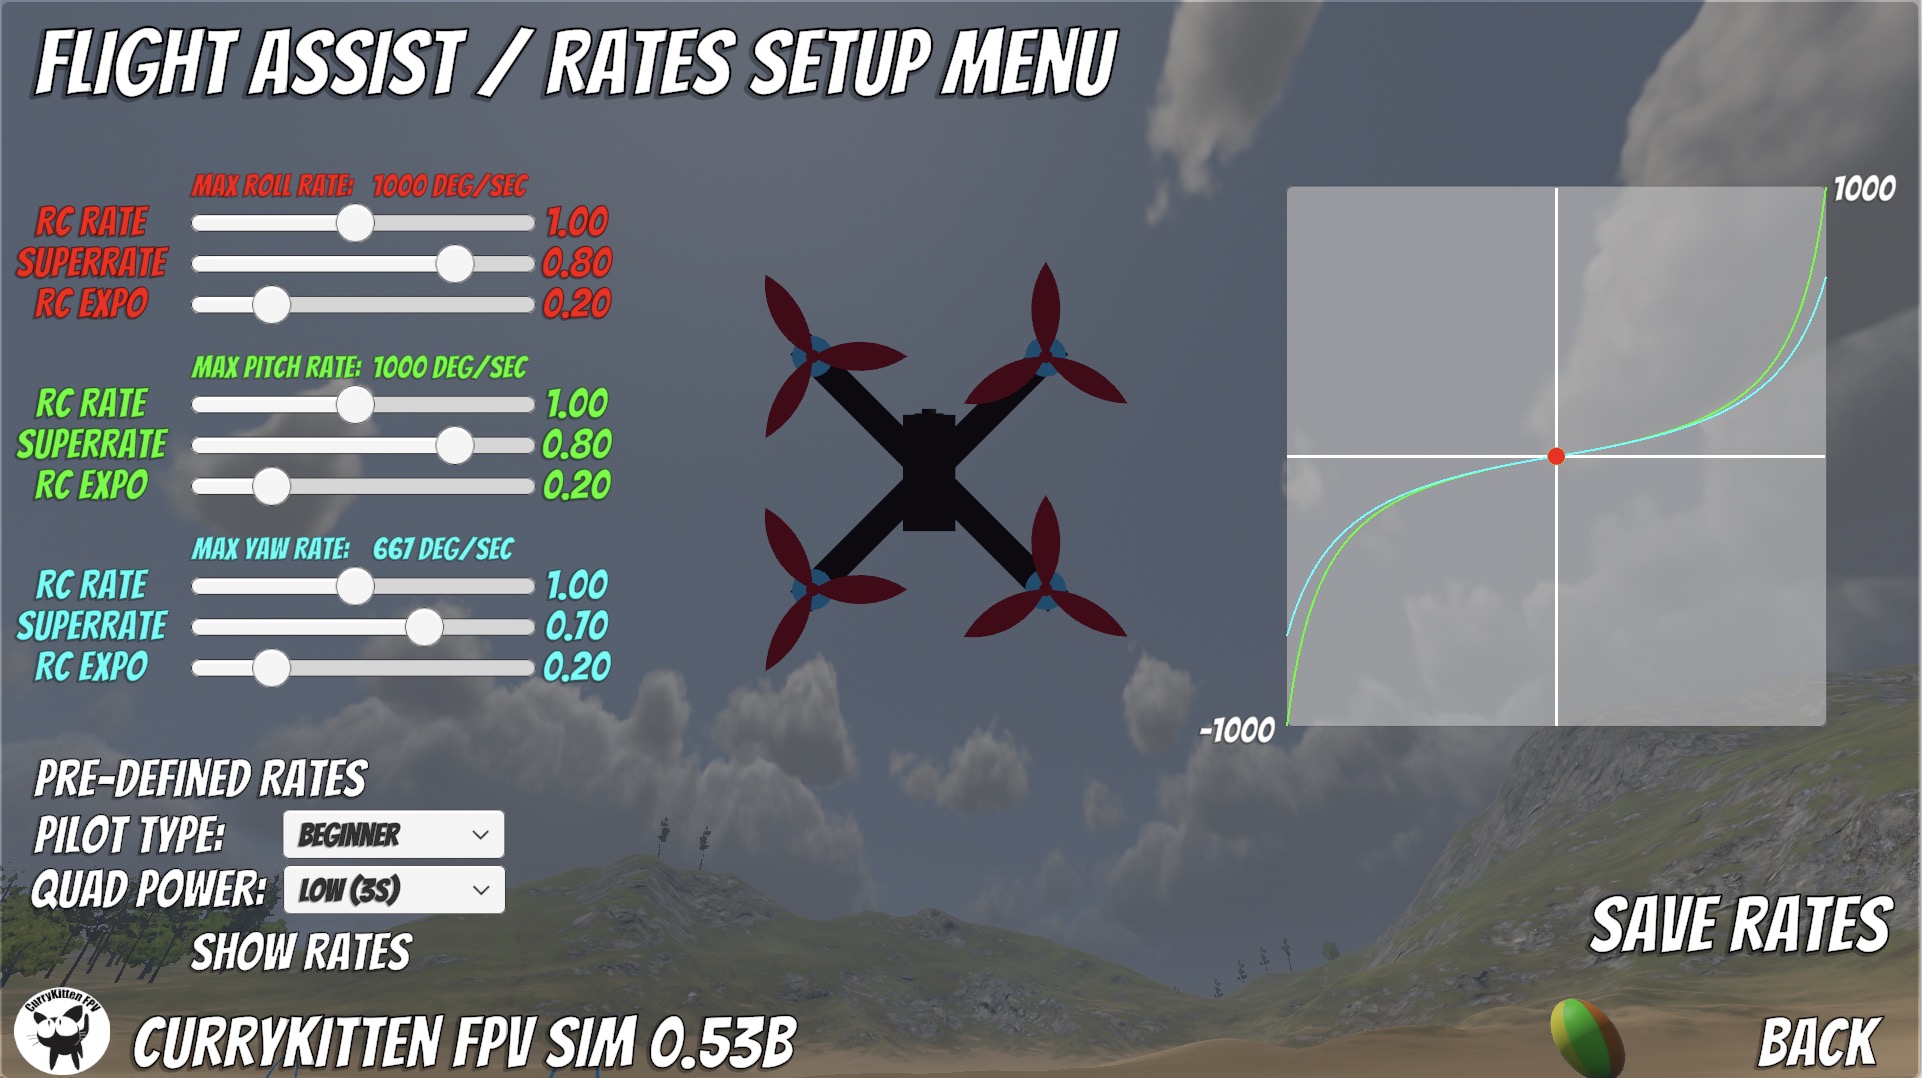 FLIGHT ASSIST / RATES SETUP MENU
MAX ROLL RATE: 1000 DEG/SEC
RC RATE 1.00
SUPERRATE 0.80
RC EXPO 0.20
MAX PITCH RATE: 1000 DEG/SEC
RC RATE 1.00
SUPERRATE 0.80
RC EXPO 0.20
MAX YAW RATE: 667 DEG/SEC
RC RATE 1.00
SUPERRATE 0.70
RC EXPO 0.20
1000
-1000
PRE-DEFINED RATES
PILOT TYPE: BEGINNER
QUAD POWER: LOW (3S)
SHOW RATES
SAVE RATES
CurryKitten FPV
CURRYKITTEN FPV SIM 0.53B
BACK